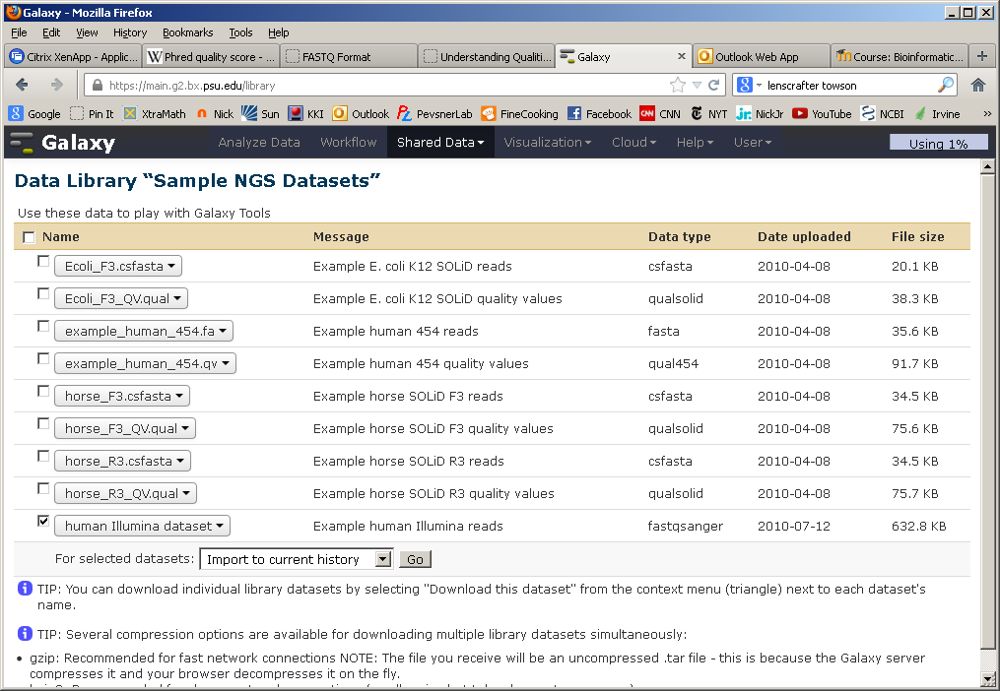 Galaxy - Mozilla Firefox
File Edit View History Bookmarks Tools Help
Citrix XenApp - Applic... W Phred quality score - ... FASTQ Format Understanding Qualiti... Galaxy Outlook Web App Course: Bioinformatic...
https://main.g2.bx.psu.edu/library lenscrafter towson
Google Pin It XtraMath Nick Sun KKI Outlook PevsnerLab FineCooking Facebook CNN NYT NickJr YouTube NCBI Irvine »
Galaxy Analyze Data Workflow Shared Data Visualization Cloud Help User Using 1%
Data Library “Sample NGS Datasets”
Use these data to play with Galaxy Tools
Name Message Data type Date uploaded File size
Ecoli_F3.csfasta Example E. coli K12 SOLiD reads csfasta 2010-04-08 20.1 KB
Ecoli_F3_QV.qual Example E. coli K12 SOLiD quality values qualsolid 2010-04-08 38.3 KB
example_human_454.fa Example human 454 reads fasta 2010-04-08 35.6 KB
example_human_454.qv Example human 454 quality values qual454 2010-04-08 91.7 KB
horse_F3.csfasta Example horse SOLiD F3 reads csfasta 2010-04-08 34.5 KB
horse_F3_QV.qual Example horse SOLiD F3 quality values qualsolid 2010-04-08 75.6 KB
horse_R3.csfasta Example horse SOLiD R3 reads csfasta 2010-04-08 34.5 KB
horse_R3_QV.qual Example horse SOLiD R3 quality values qualsolid 2010-04-08 75.7 KB
human Illumina dataset Example human Illumina reads fastqsanger 2010-07-12 632.8 KB
For selected datasets: Import to current history Go
TIP: You can download individual library datasets by selecting "Download this dataset" from the context menu (triangle) next to each dataset's
name.
TIP: Several compression options are available for downloading multiple library datasets simultaneously:
• gzip: Recommended for fast network connections NOTE: The file you receive will be an uncompressed .tar file - this is because the Galaxy server
compresses it and your browser decompresses it on the fly.